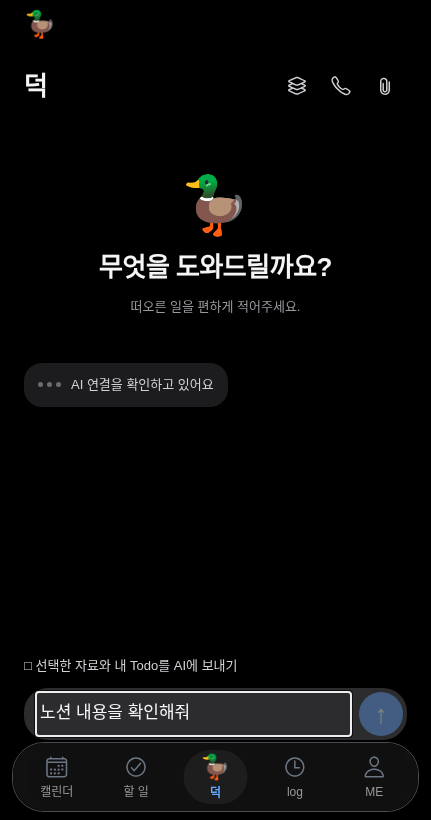 덕
무엇을 도와드릴까요?
떠오른 일을 편하게 적어주세요.
AI 연결을 확인하고 있어요
□ 선택한 자료와 내 Todo를 AI에 보내기
노션 내용을 확인해줘
캘린더
할 일
덕
log
ME